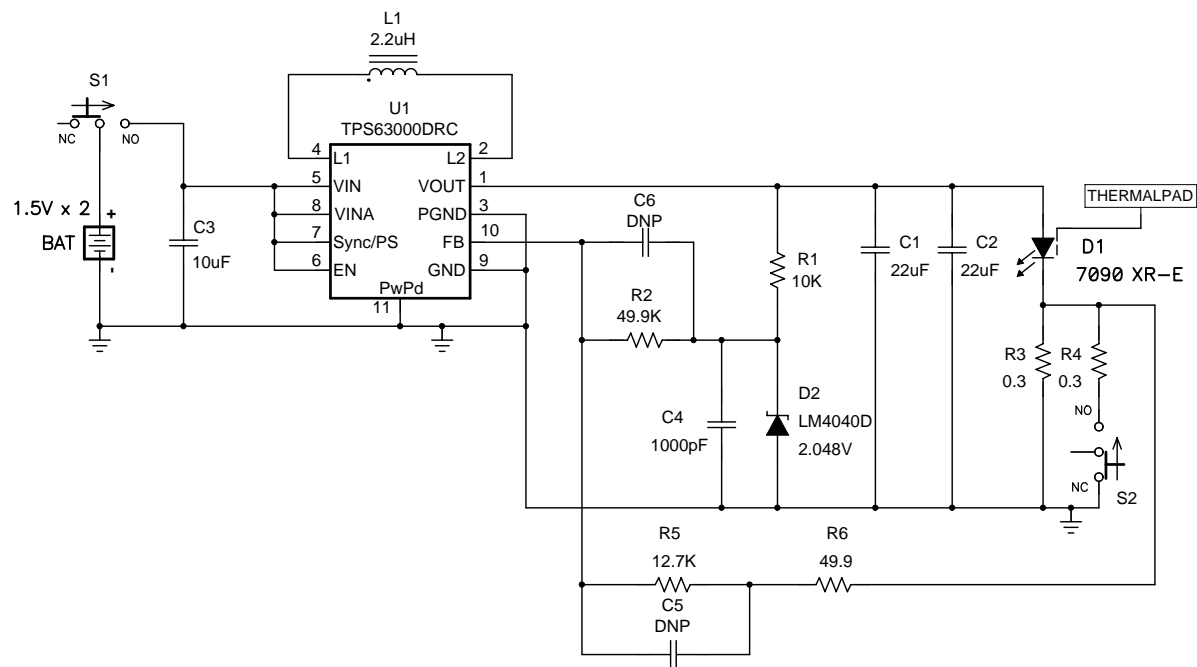 L1
2.2uH
S1
NC
NO
U1
TPS63000DRC
4
L1
L2
2
5
VIN
VOUT
1
8
VINA
PGND
3
7
Sync/PS
FB
10
6
EN
GND
9
PwPd
11
1.5V x 2
+
BAT
-
C3
10uF
C6
DNP
R2
49.9K
R1
10K
C1
22uF
C2
22uF
THERMALPAD
D1
7090 XR-E
C4
1000pF
D2
LM4040D
2.048V
R3
0.3
R4
0.3
NO
NC
S2
R5
12.7K
R6
49.9
C5
DNP